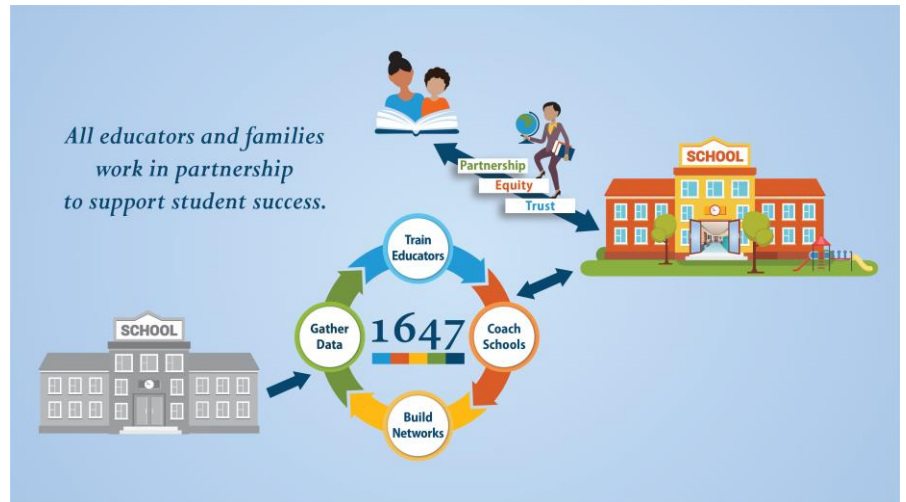 All educators and families
work in partnership
to support student success.
Partnership
Equity
Trust
SCHOOL
Train
Educators
Gather
Data
1647
Coach
Schools
SCHOOL
Build
Networks